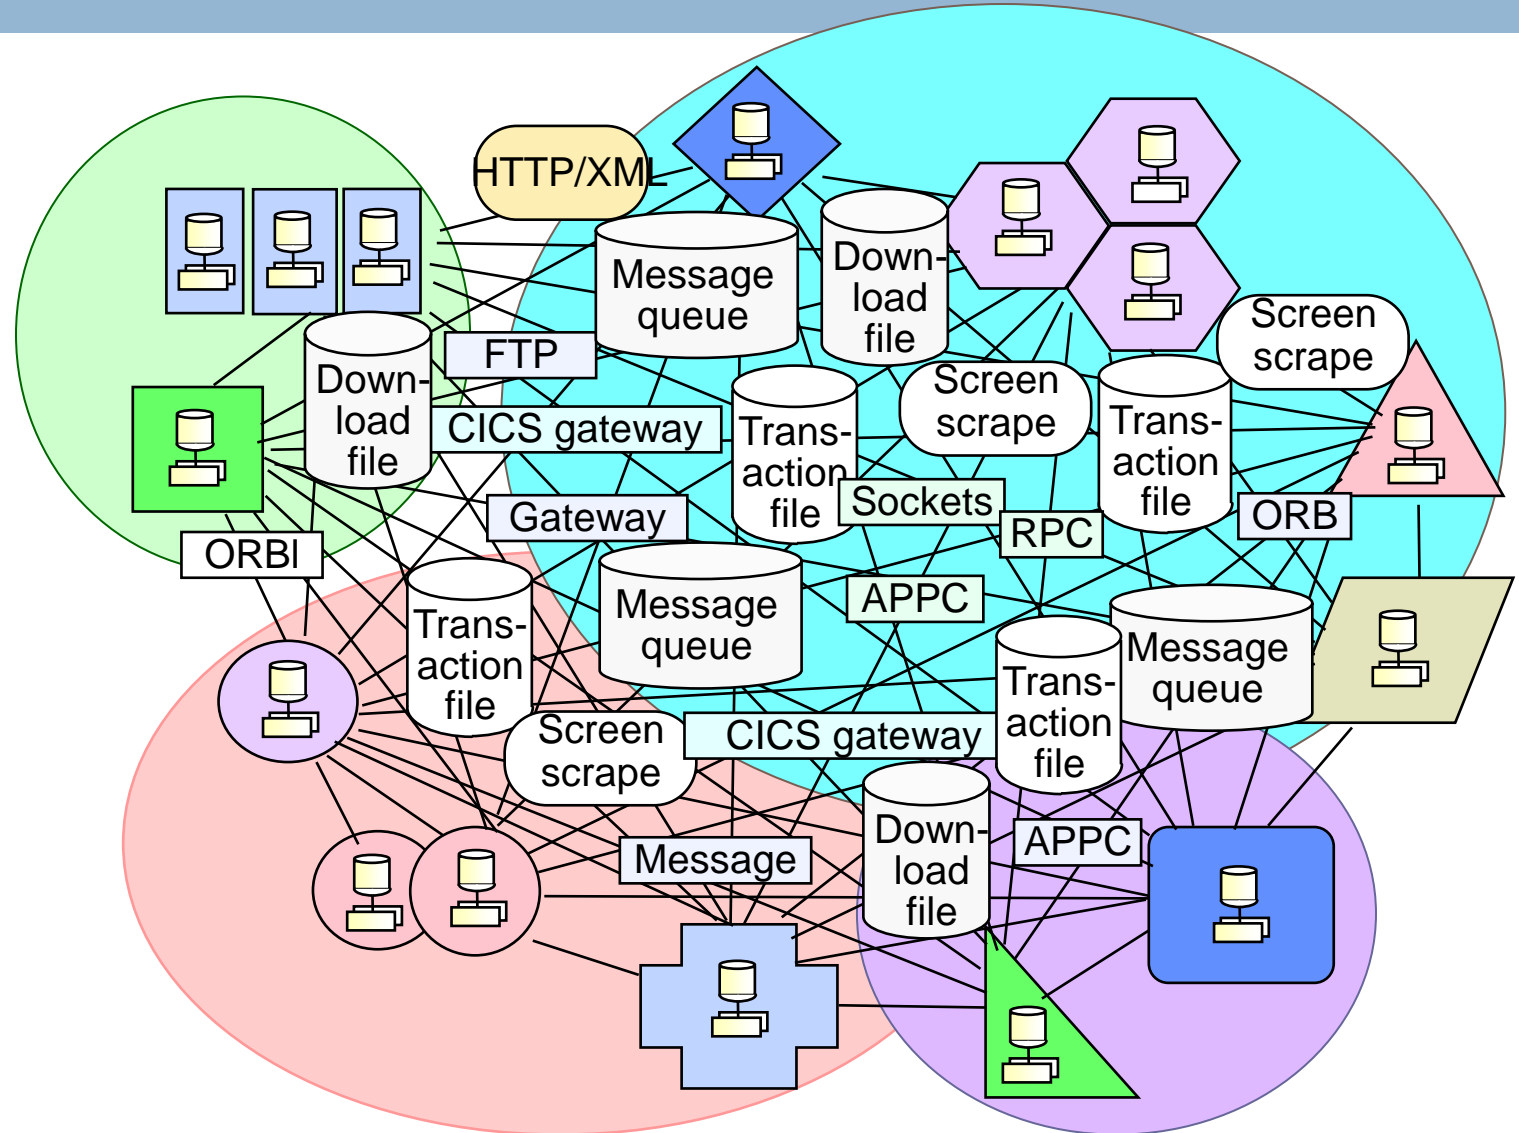 HTTP/XML
Message
queue
Down-
load
file
Screen
scrape
FTP
Down-
load
file
Screen
scrape
CICS gateway
Trans-
action
file
Trans-
action
file
Gateway
Sockets
RPC
ORB
ORBI
Trans-
action
file
Message
queue
APPC
Message
queue
Trans-
action
file
Screen
scrape
CICS gateway
Message
Down-
load
file
APPC